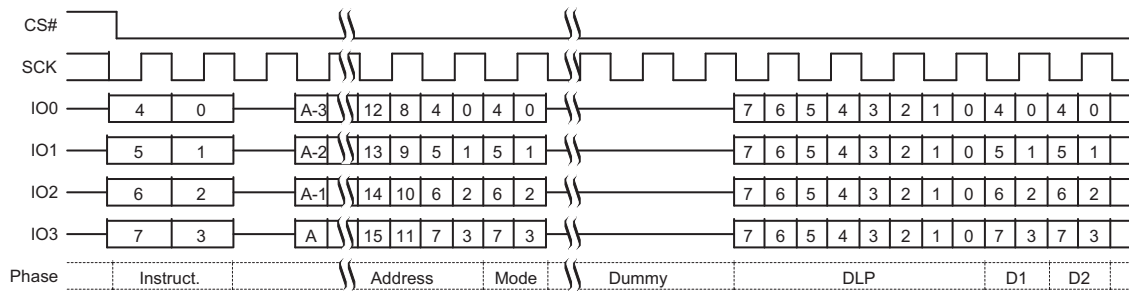 CS#
SCK
IO0 4 0 A-3 12 8 4 0 4 0 7 6 5 4 3 2 1 0 4 0 4 0
IO1 5 1 A-2 13 9 5 1 5 1 7 6 5 4 3 2 1 0 5 1 5 1
IO2 6 2 A-1 14 10 6 2 6 2 7 6 5 4 3 2 1 0 6 2 6 2
IO3 7 3 A 15 11 7 3 7 3 7 6 5 4 3 2 1 0 7 3 7 3
Phase Instruct. Address Mode Dummy DLP D1 D2